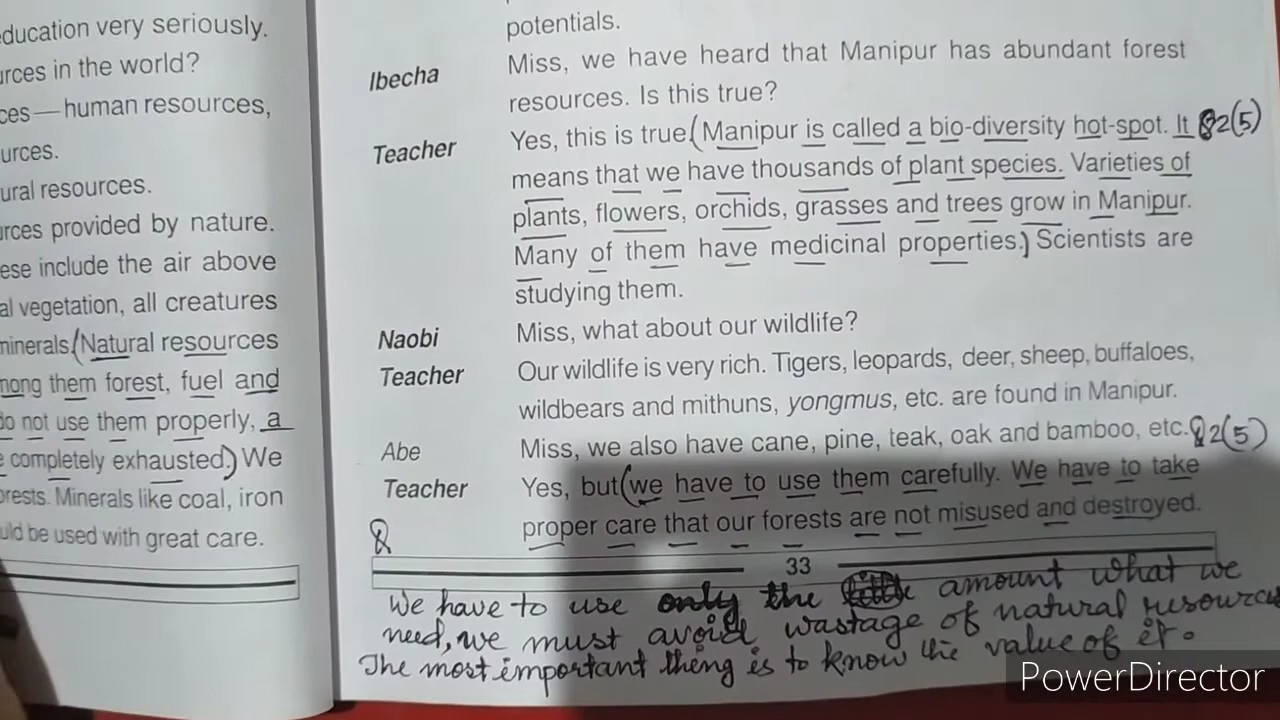 education very seriously.
urces in the world?
ces — human resources,
urces.
ural resources.
urces provided by nature.
ese include the air above
al vegetation, all creatures
minerals. (Natural resources
mong them forest, fuel and
do not use them properly, a
completely exhausted.) We
orests. Minerals like coal, iron
uld be used with great care.
potentials.
Ibecha Miss, we have heard that Manipur has abundant forest
resources. Is this true?
Teacher Yes, this is true. (Manipur is called a bio-diversity hot-spot. It 2(5)
means that we have thousands of plant species. Varieties of
plants, flowers, orchids, grasses and trees grow in Manipur.
Many of them have medicinal properties.) Scientists are
studying them.
Naobi Miss, what about our wildlife?
Teacher Our wildlife is very rich. Tigers, leopards, deer, sheep, buffaloes,
wildbears and mithuns, yongmus, etc. are found in Manipur.
Abe Miss, we also have cane, pine, teak, oak and bamboo, etc. 2(5)
Teacher Yes, but (we have to use them carefully. We have to take
proper care that our forests are not misused and destroyed.
33
We have to use only the amount what we
need, we must avoid wastage of natural resources
The most important thing is to know the value of it.
PowerDirector